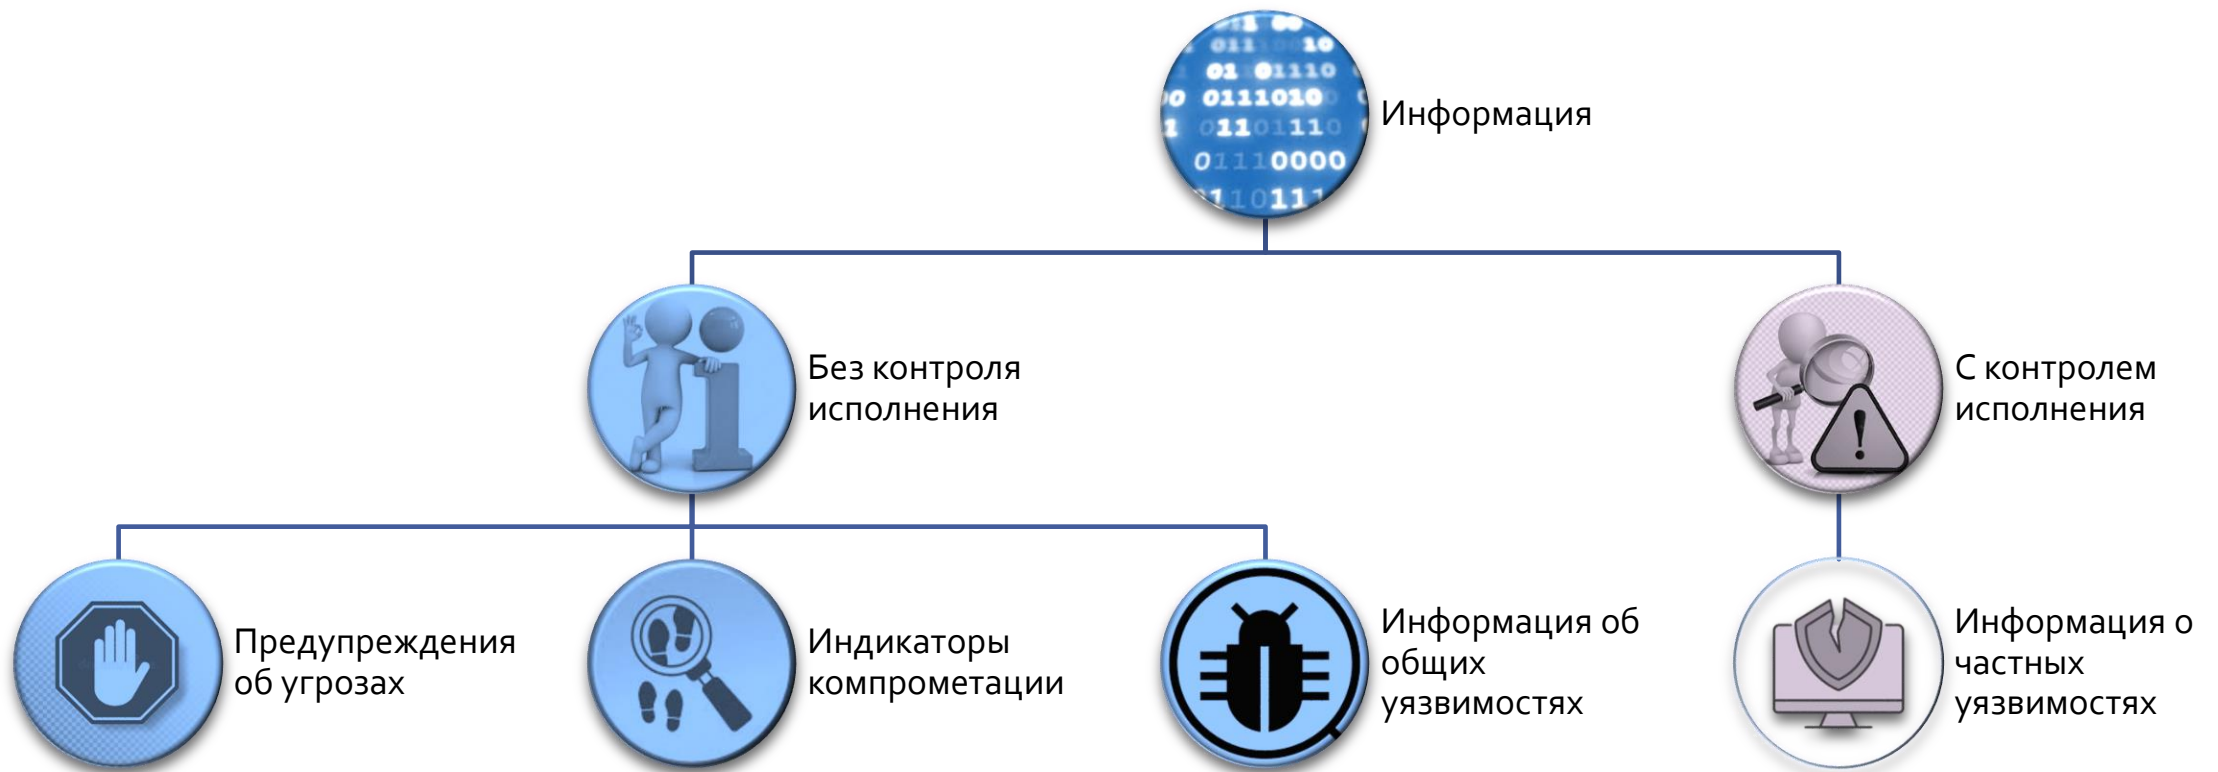 Информация
Без контроля
исполнения
С контролем
исполнения
Предупреждения
об угрозах
Индикаторы
компрометации
Информация об
общих
уязвимостях
Информация о
частных
уязвимостях